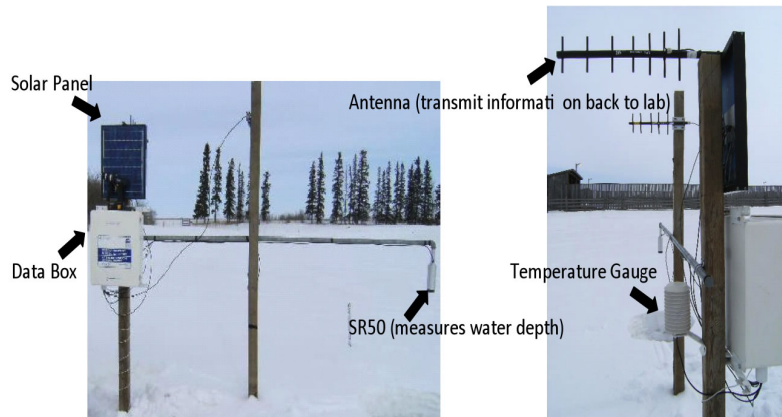 Solar Panel
Data Box
SR50 (measures water depth)
Antenna (transmit informati on back to lab)
Temperature Gauge